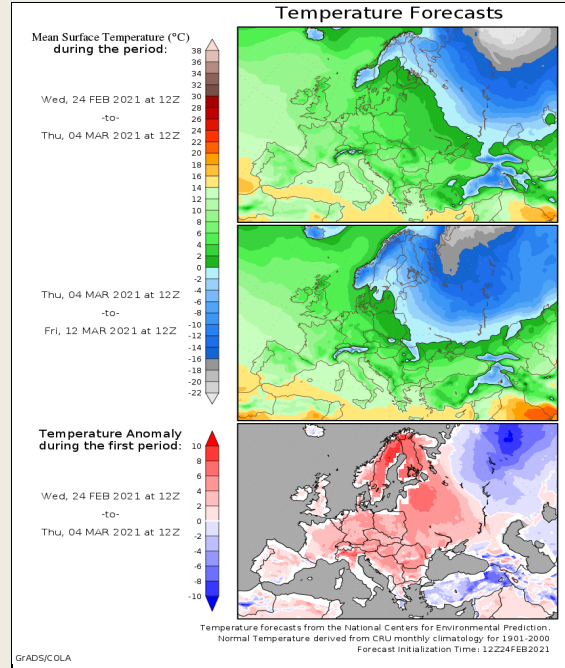 Temperature Forecasts
Mean Surface Temperature (°C)
during the period:
Wed, 24 FEB 2021 at 12Z
-to-
Thu, 04 MAR 2021 at 12Z
38
36
34
32
30
28
26
24
22
20
18
16
14
12
10
8
6
4
2
0
-2
-4
-6
-8
-10
-12
-14
-16
-18
-20
-22
Thu, 04 MAR 2021 at 12Z
-to-
Fri, 12 MAR 2021 at 12Z
Temperature Anomaly
during the first period:
Wed, 24 FEB 2021 at 12Z
-to-
Thu, 04 MAR 2021 at 12Z
10
8
6
4
2
0
-2
-4
-6
-8
-10
Temperature forecasts from the National Centers for Environmental Prediction.
Normal Temperature derived from CRU monthly climatology for 1901-2000
Forecast Initialization Time: 12Z24FEB2021
GrADS/COLA